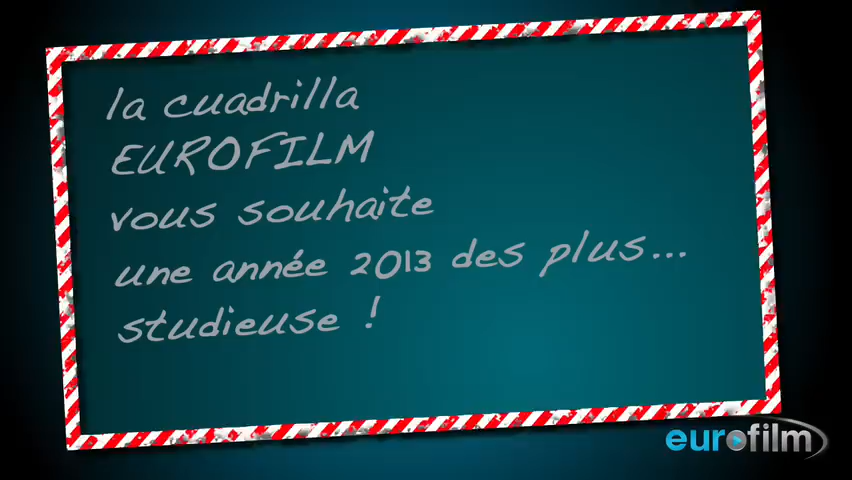 la cuadrilla
EUROFILM
vous souhaite
une année 2013 des plus...
studieuse !
eurofilm